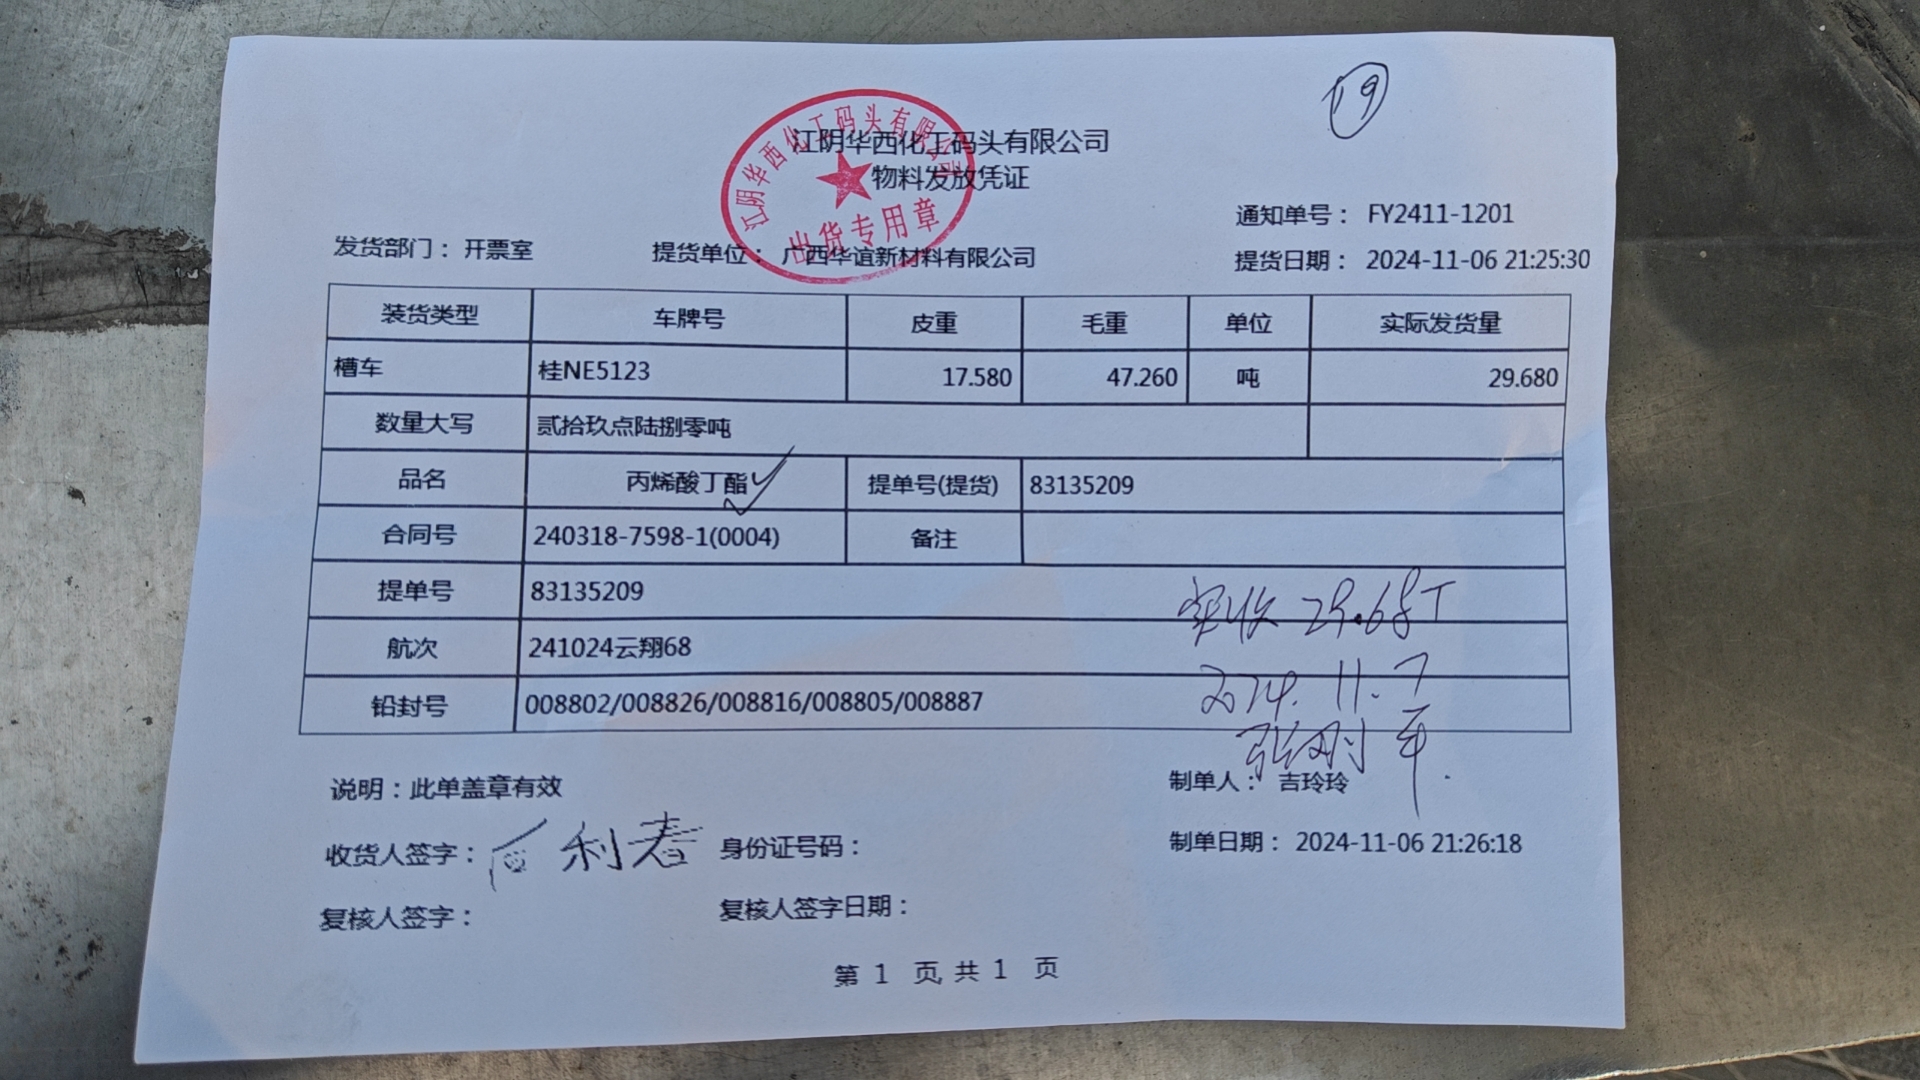 19
江阴华西化工码头有限公司
江阴华西化工码头有限公司
出货专用章
物料发放凭证
通知单号： FY2411-1201
发货部门： 开票室 提货单位： 广西华谊新材料有限公司 提货日期： 2024-11-06 21:25:30
装货类型 车牌号 皮重 毛重 单位 实际发货量
槽车 桂NE5123 17.580 47.260 吨 29.680
数量大写 贰拾玖点陆捌零吨
品名 丙烯酸丁酯 提单号(提货) 83135209
合同号 240318-7598-1(0004) 备注
提单号 83135209
实收 29.68T
航次 241024云翔68
2024.11.7
铅封号 008802/008826/008816/008805/008887
张刚军
说明：此单盖章有效 制单人： 吉玲玲
收货人签字： 利春 身份证号码： 制单日期： 2024-11-06 21:26:18
复核人签字： 复核人签字日期：
第 1 页,共 1 页